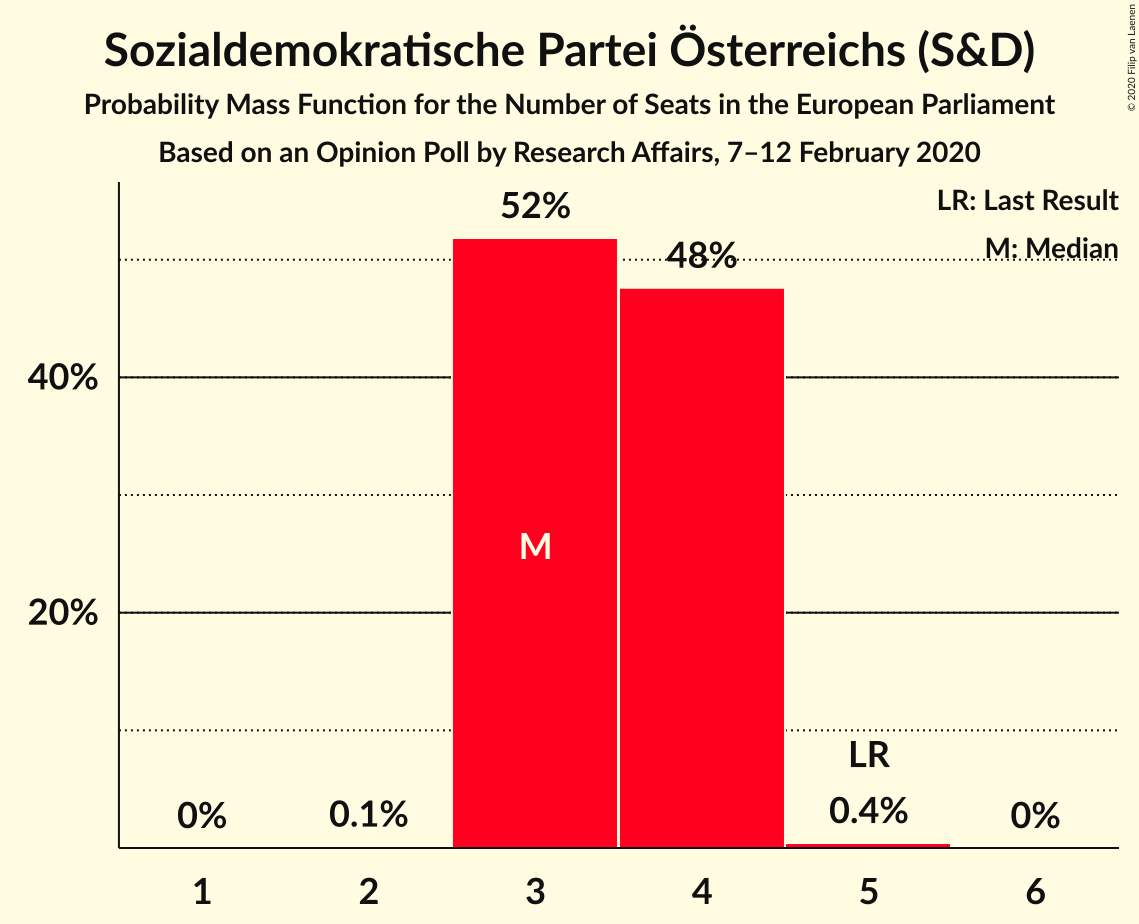 Sozialdemokratische Partei Österreichs (S&D)
Probability Mass Function for the Number of Seats in the European Parliament
Based on an Opinion Poll by Research Affairs, 7–12 February 2020
© 2020 Filip van Laenen
LR: Last Result
M: Median
52%
48%
40%
M
20%
LR
0%
0.1%
0.4%
0%
1
2
3
4
5
6